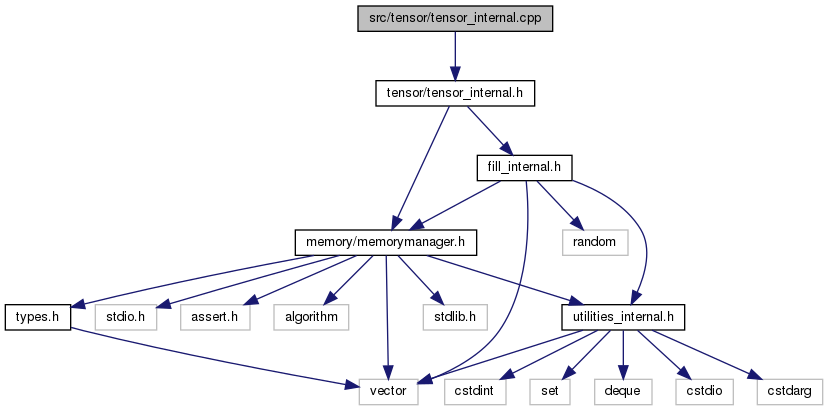 src/tensor/tensor_internal.cpp
tensor/tensor_internal.h
fill_internal.h
memory/memorymanager.h
random
types.h
stdio.h
assert.h
algorithm
stdlib.h
utilities_internal.h
vector
cstdint
set
deque
cstdio
cstdarg